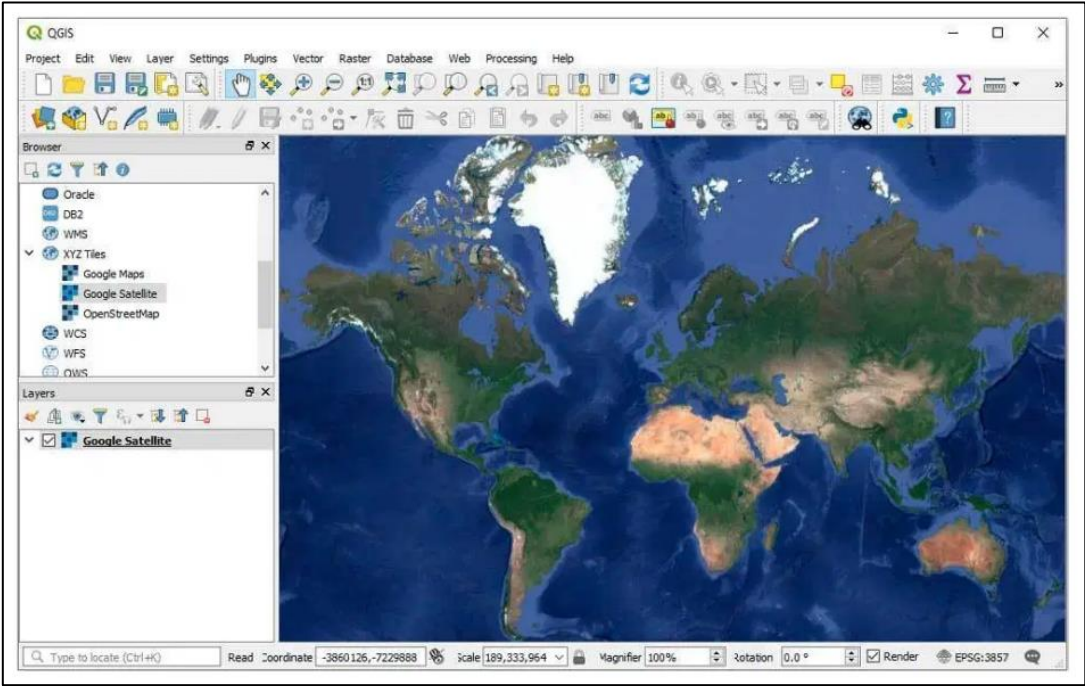 QGIS
Project Edit View Layer Settings Plugins Vector Raster Database Web Processing Help
Browser
Oracle
DB2
WMS
XYZ Tiles
Google Maps
Google Satellite
OpenStreetMap
WCS
WFS
OWS
Layers
Google Satellite
Type to locate (Ctrl+K) Read Coordinate -3860126,-7229888 Scale 189,333,964 Magnifier 100% Rotation 0.0 ° Render EPSG:3857